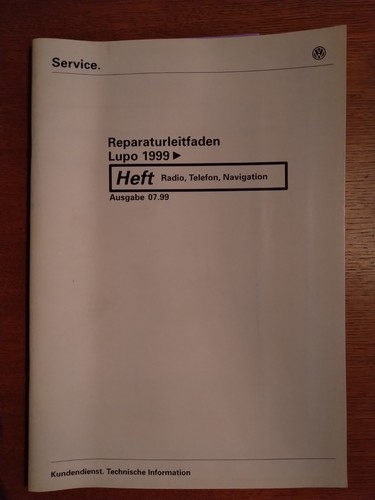 Service.
Reparaturleitfaden
Lupo 1999 ►
Heft Radio, Telefon, Navigation
Ausgabe 07.99
Kundendienst. Technische Information